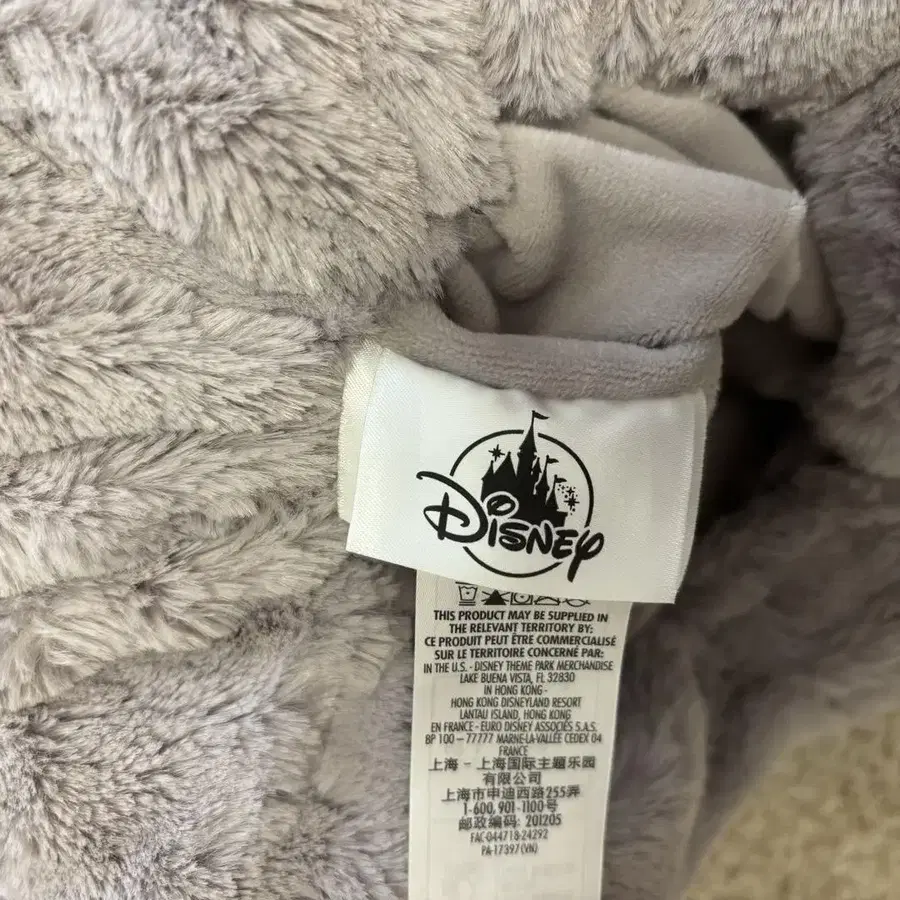 Disney
THIS PRODUCT MAY BE SUPPLIED IN
THE RELEVANT TERRITORY BY:
CE PRODUIT PEUT ÊTRE COMMERCIALISÉ
SUR LE TERRITOIRE CONCERNÉ PAR:
IN THE U.S. - DISNEY THEME PARK MERCHANDISE
LAKE BUENA VISTA, FL 32830
IN HONG KONG -
HONG KONG DISNEYLAND RESORT
LANTAU ISLAND, HONG KONG
EN FRANCE - EURO DISNEY ASSOCIÉS S.A.S.
BP 100 – 77777 MARNE-LA-VALLÉE CEDEX 04
FRANCE
上海 – 上海国际主题乐园
有限公司
上海市申迪西路255弄
1-600, 901-1100号
邮政编码: 201205
FAC-044718-24292
PA-17397(VN)